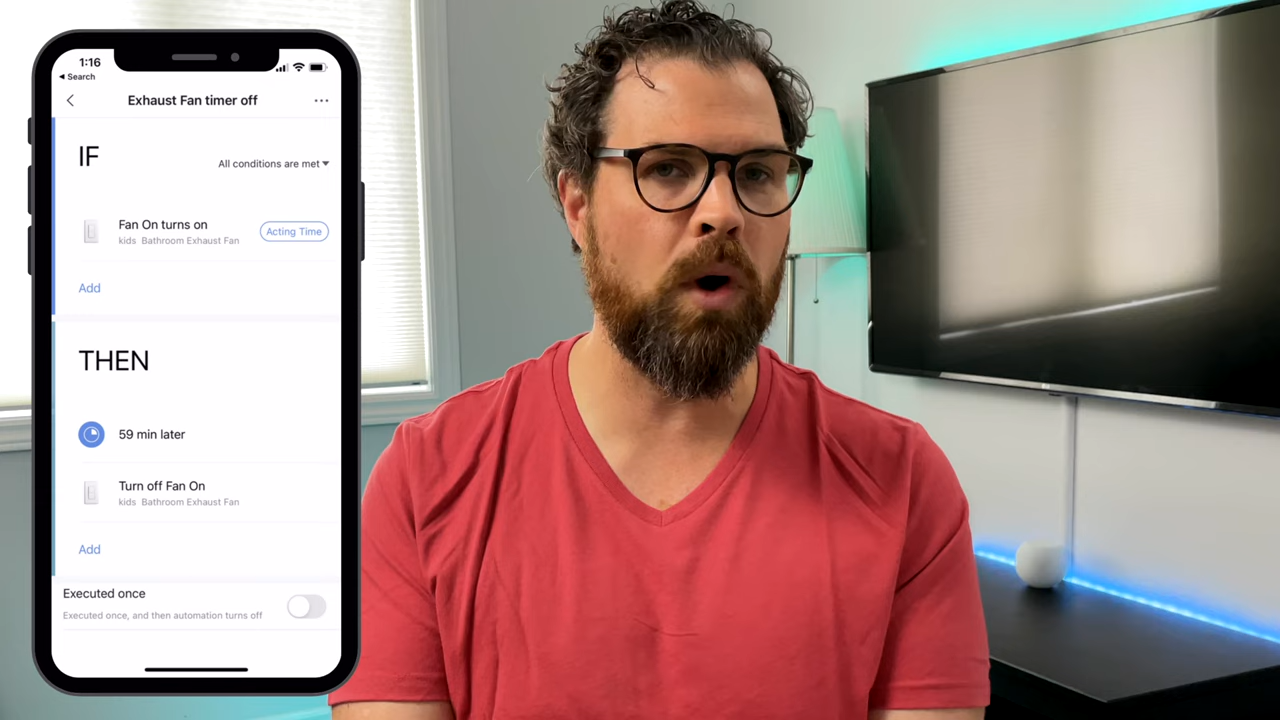 1:16
◀ Search
Exhaust Fan timer off
IF
All conditions are met
Fan On turns on
kids Bathroom Exhaust Fan
Acting Time
Add
THEN
59 min later
Turn off Fan On
kids Bathroom Exhaust Fan
Add
Executed once
Executed once, and then automation turns off